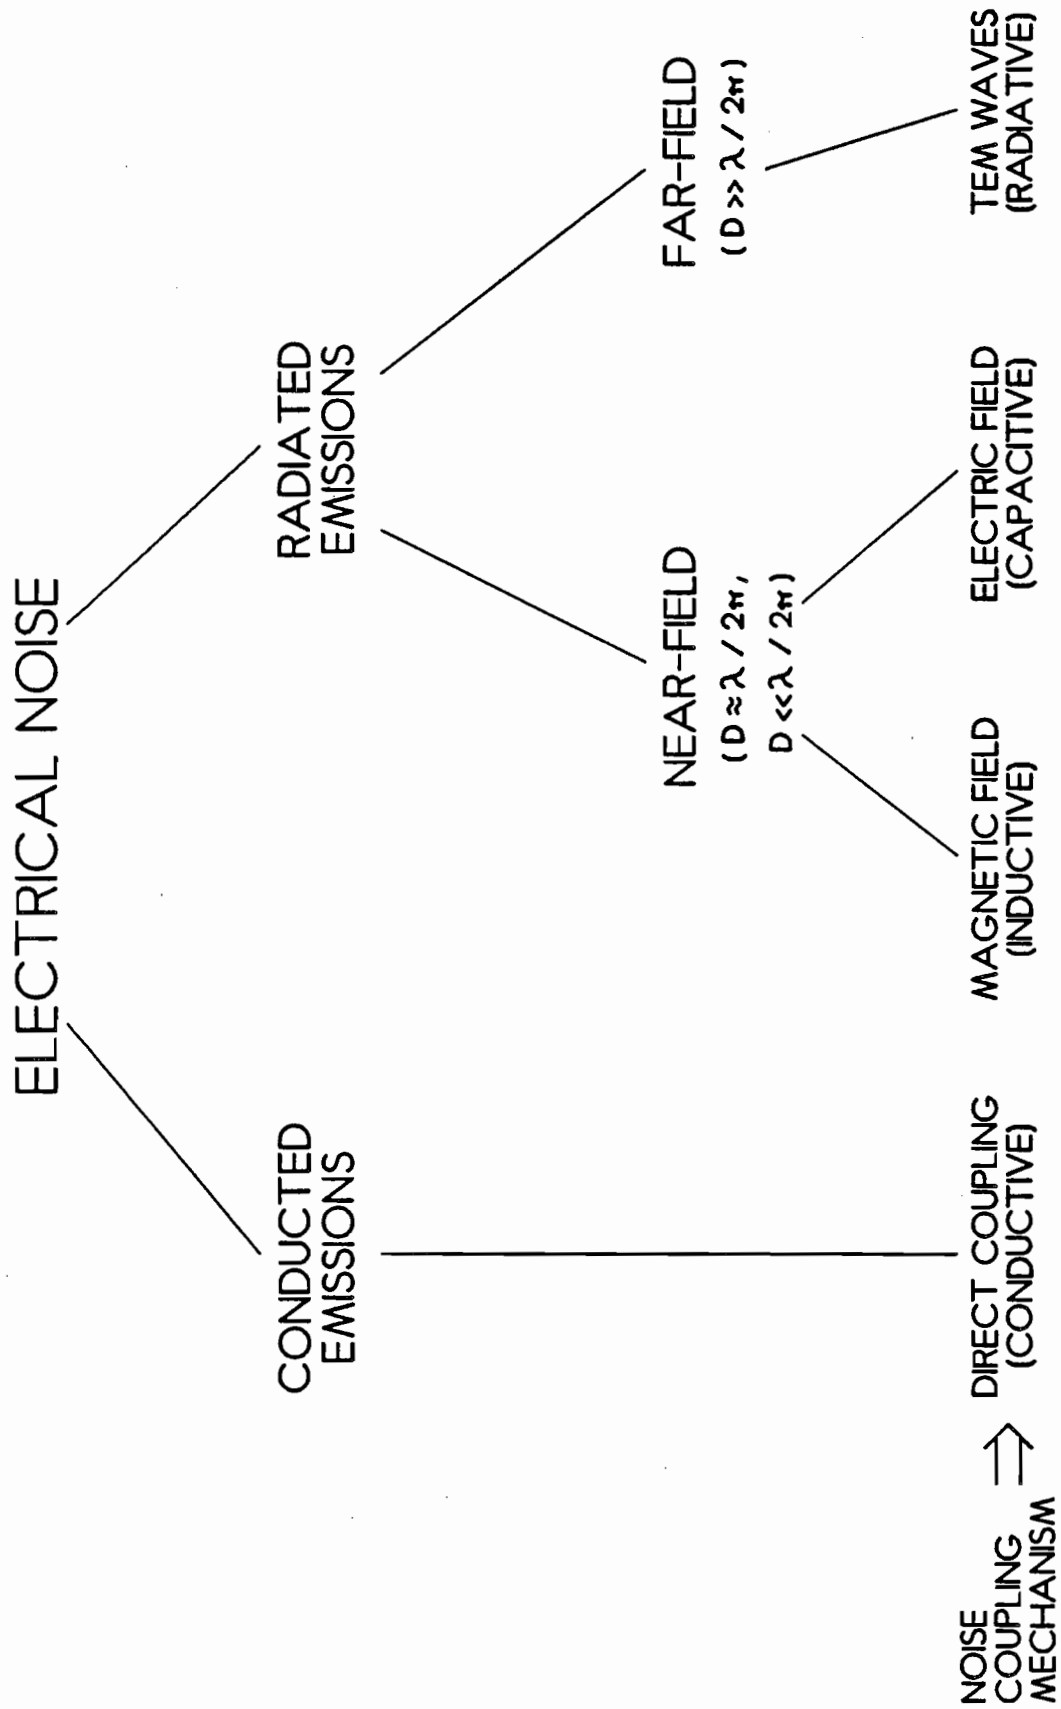 ELECTRICAL NOISE
CONDUCTED
EMISSIONS
RADIATED
EMISSIONS
NEAR-FIELD
(D ≈ λ / 2π,
D << λ / 2π)
FAR-FIELD
(D >> λ / 2π)
NOISE
COUPLING
MECHANISM
⇒
DIRECT COUPLING
(CONDUCTIVE)
MAGNETIC FIELD
(INDUCTIVE)
ELECTRIC FIELD
(CAPACITIVE)
TEM WAVES
(RADIATIVE)